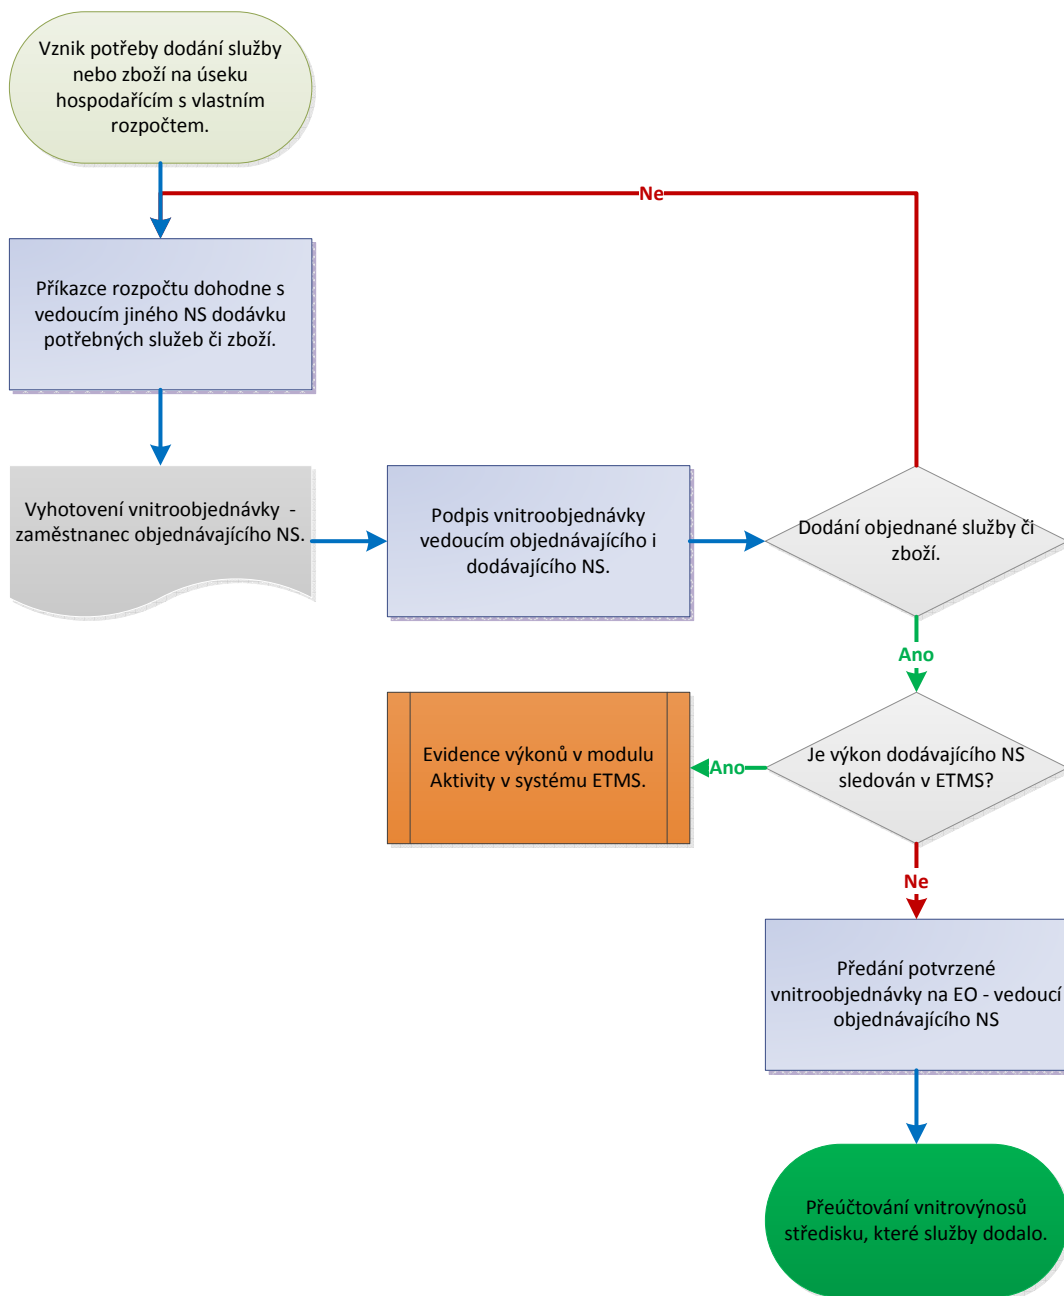 Vznik potřeby dodání služby
nebo zboží na úseku
hospodařícím s vlastním
rozpočtem.
Ne
Příkazce rozpočtu dohodne s
vedoucím jiného NS dodávku
potřebných služeb či zboží.
Vyhotovení vnitroobjednávky -
zaměstnanec objednávajícího NS.
Podpis vnitroobjednávky
vedoucím objednávajícího i
dodávajícího NS.
Dodání objednané služby či
zboží.
Ano
Je výkon dodávajícího NS
sledován v ETMS?
Ano
Evidence výkonů v modulu
Aktivity v systému ETMS.
Ne
Předání potvrzené
vnitroobjednávky na EO - vedoucí
objednávajícího NS
Přeúčtování vnitrovýnosů
středisku, které služby dodalo.